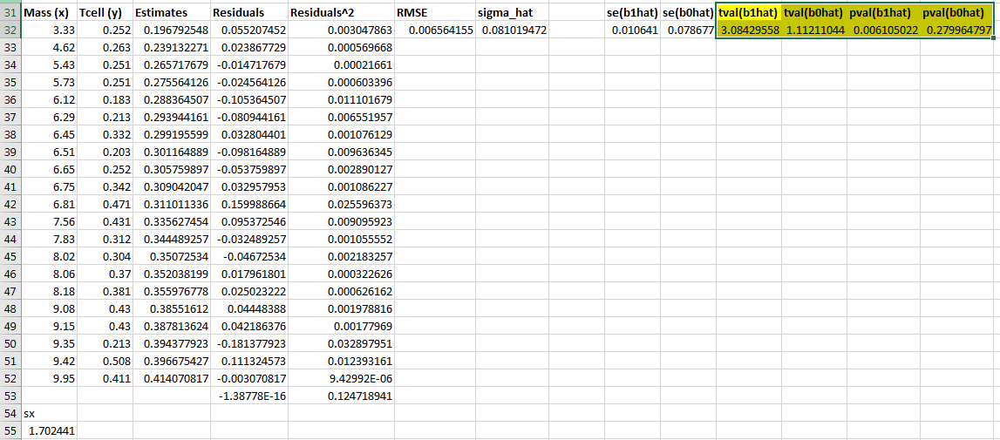 31 Mass (x) Tcell (y) Estimates Residuals Residuals^2 RMSE sigma_hat se(b1hat) se(b0hat) tval(b1hat) tval(b0hat) pval(b1hat) pval(b0hat)
32 3.33 0.252 0.196792548 0.055207452 0.003047863 0.006564155 0.081019472 0.010641 0.078677 3.08429558 1.11211044 0.006105022 0.279964797
33 4.62 0.263 0.239132271 0.023867729 0.000569668
34 5.43 0.251 0.265717679 -0.014717679 0.00021661
35 5.73 0.251 0.275564126 -0.024564126 0.000603396
36 6.12 0.183 0.288364507 -0.105364507 0.011101679
37 6.29 0.213 0.293944161 -0.080944161 0.006551957
38 6.45 0.332 0.299195599 0.032804401 0.001076129
39 6.51 0.203 0.301164889 -0.098164889 0.009636345
40 6.65 0.252 0.305759897 -0.053759897 0.002890127
41 6.75 0.342 0.309042047 0.032957953 0.001086227
42 6.81 0.471 0.311011336 0.159988664 0.025596373
43 7.56 0.431 0.335627454 0.095372546 0.009095923
44 7.83 0.312 0.344489257 -0.032489257 0.001055552
45 8.02 0.304 0.35072534 -0.04672534 0.002183257
46 8.06 0.37 0.352038199 0.017961801 0.000322626
47 8.18 0.381 0.355976778 0.025023222 0.000626162
48 9.08 0.43 0.38551612 0.04448388 0.001978816
49 9.15 0.43 0.387813624 0.042186376 0.00177969
50 9.35 0.213 0.394377923 -0.181377923 0.032897951
51 9.42 0.508 0.396675427 0.111324573 0.012393161
52 9.95 0.411 0.414070817 -0.003070817 9.42992E-06
53 -1.38778E-16 0.124718941
54 sx
55 1.702441